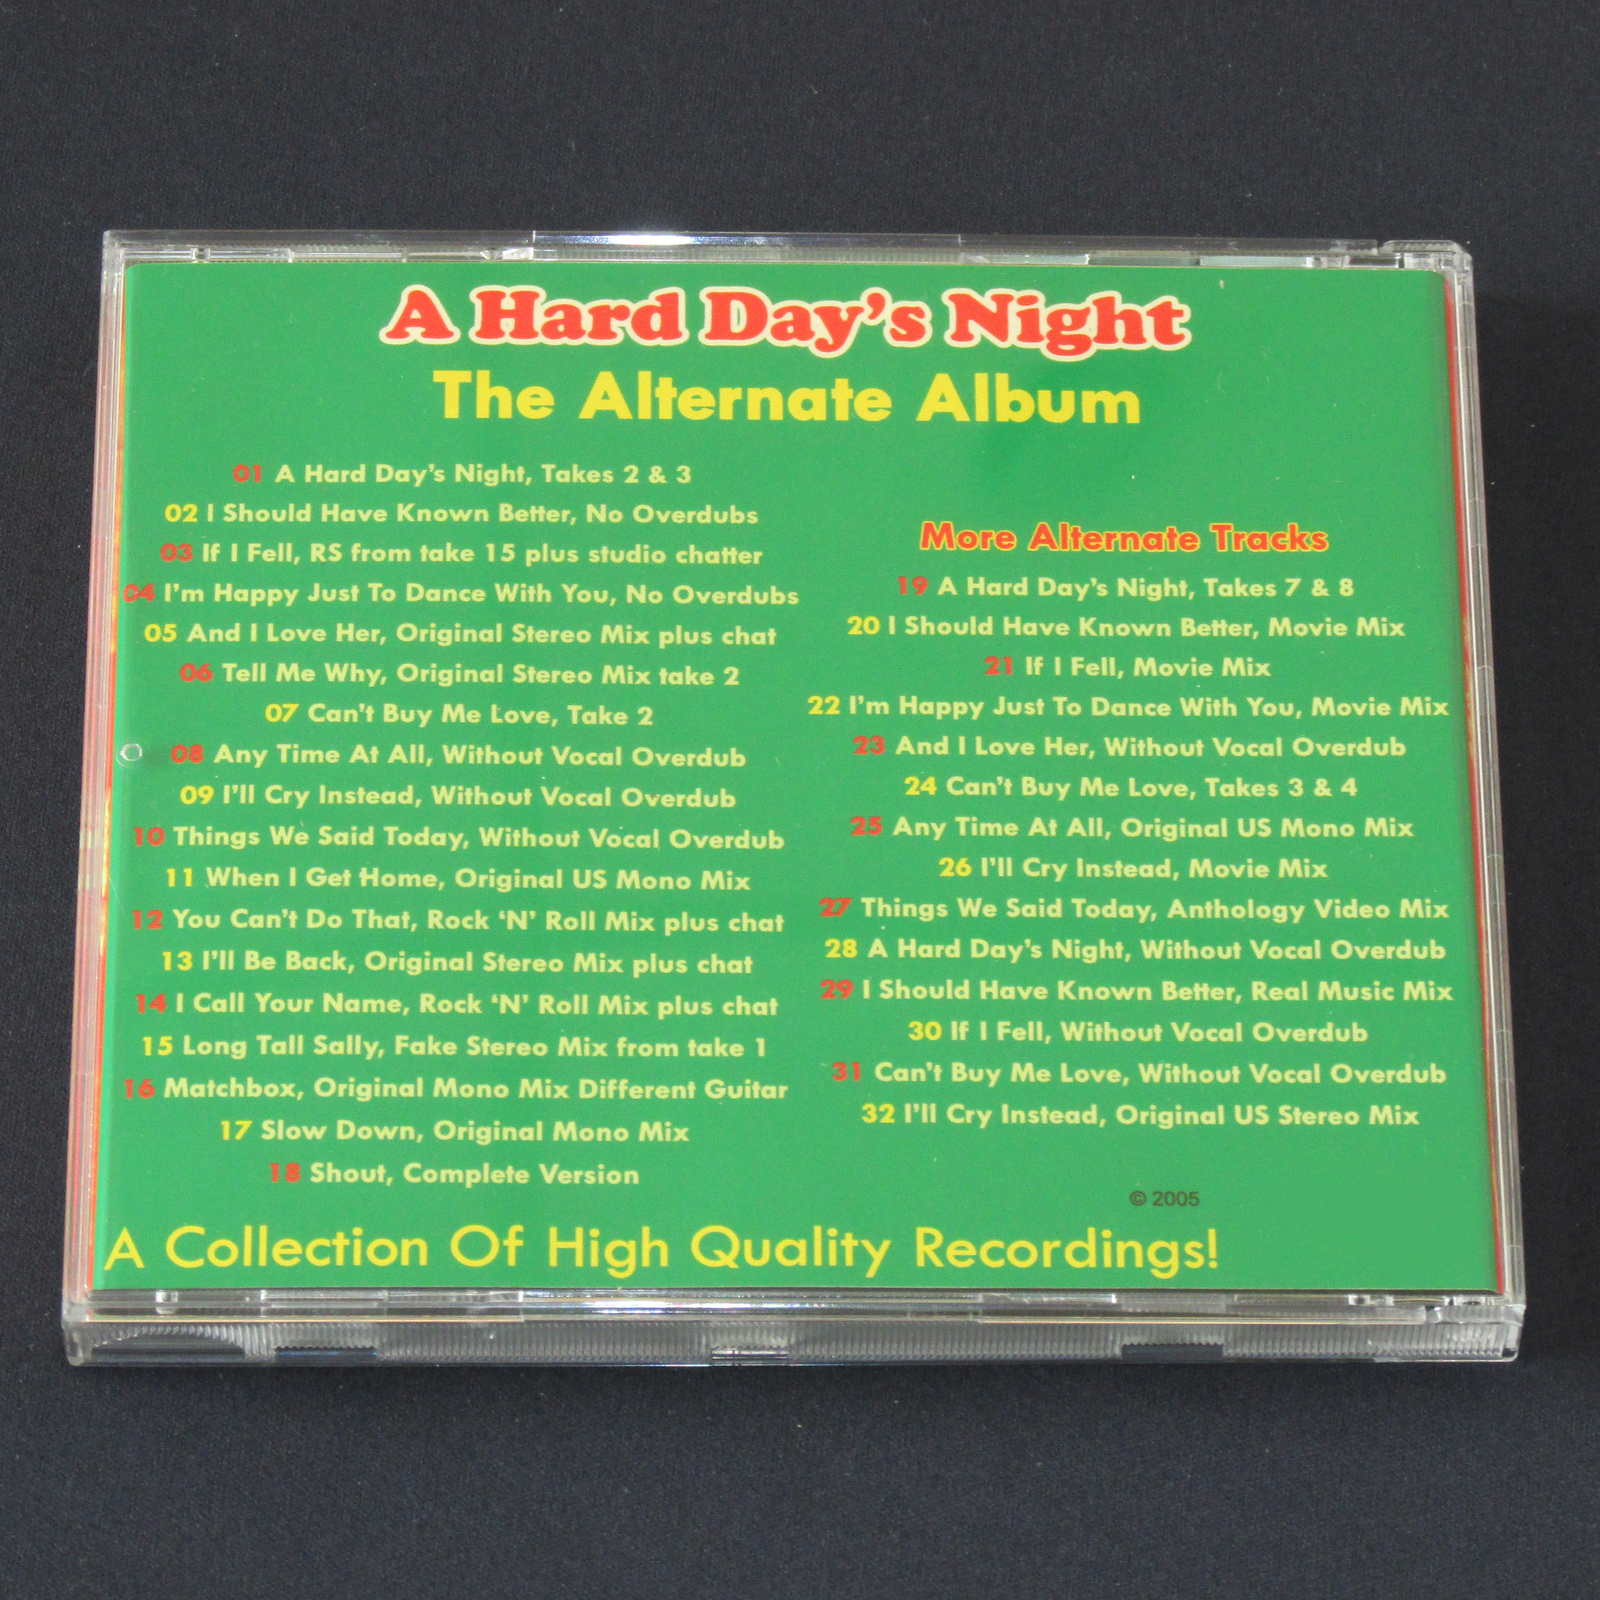 A Hard Day's Night
The Alternate Album
01 A Hard Day's Night, Takes 2 & 3
02 I Should Have Known Better, No Overdubs
03 If I Fell, RS from take 15 plus studio chatter
04 I'm Happy Just To Dance With You, No Overdubs
05 And I Love Her, Original Stereo Mix plus chat
06 Tell Me Why, Original Stereo Mix take 2
07 Can't Buy Me Love, Take 2
08 Any Time At All, Without Vocal Overdub
09 I'll Cry Instead, Without Vocal Overdub
10 Things We Said Today, Without Vocal Overdub
11 When I Get Home, Original US Mono Mix
12 You Can't Do That, Rock 'N' Roll Mix plus chat
13 I'll Be Back, Original Stereo Mix plus chat
14 I Call Your Name, Rock 'N' Roll Mix plus chat
15 Long Tall Sally, Fake Stereo Mix from take 1
16 Matchbox, Original Mono Mix Different Guitar
17 Slow Down, Original Mono Mix
18 Shout, Complete Version
More Alternate Tracks
19 A Hard Day's Night, Takes 7 & 8
20 I Should Have Known Better, Movie Mix
21 If I Fell, Movie Mix
22 I'm Happy Just To Dance With You, Movie Mix
23 And I Love Her, Without Vocal Overdub
24 Can't Buy Me Love, Takes 3 & 4
25 Any Time At All, Original US Mono Mix
26 I'll Cry Instead, Movie Mix
27 Things We Said Today, Anthology Video Mix
28 A Hard Day's Night, Without Vocal Overdub
29 I Should Have Known Better, Real Music Mix
30 If I Fell, Without Vocal Overdub
31 Can't Buy Me Love, Without Vocal Overdub
32 I'll Cry Instead, Original US Stereo Mix
© 2005
A Collection Of High Quality Recordings!